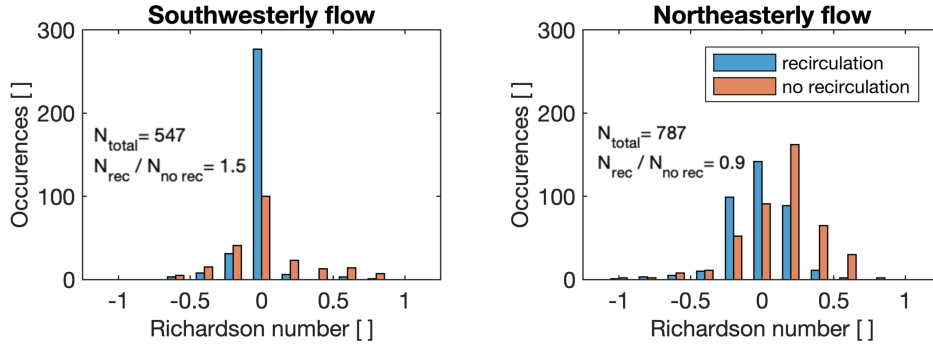 Southwesterly flow
300
200
100
0
Occurences [ ]
N_total= 547
N_rec / N_no rec= 1.5
-1 -0.5 0 0.5 1
Richardson number [ ]
Northeasterly flow
300
200
100
0
Occurences [ ]
recirculation
no recirculation
N_total= 787
N_rec / N_no rec= 0.9
-1 -0.5 0 0.5 1
Richardson number [ ]